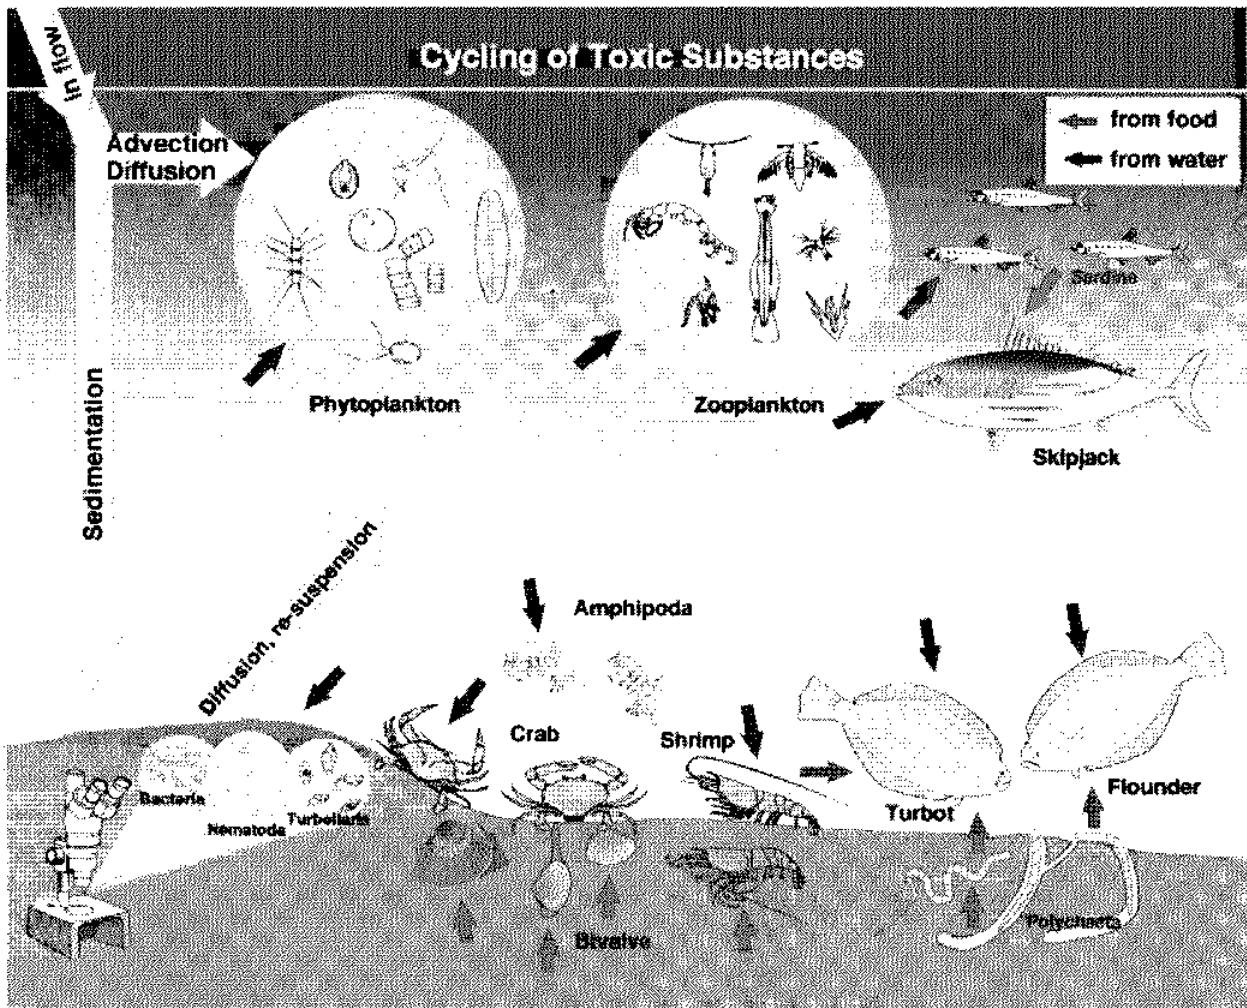 in flow
Cycling of Toxic Substances
Advection
Diffusion
from food
from water
Sardine
Phytoplankton
Zooplankton
Skipjack
Sedimentation
Diffusion, re-suspension
Amphipoda
Crab
Shrimp
Bacteria
Nematoda
Turbellaria
Turbot
Flounder
Bivalve
Polychaeta